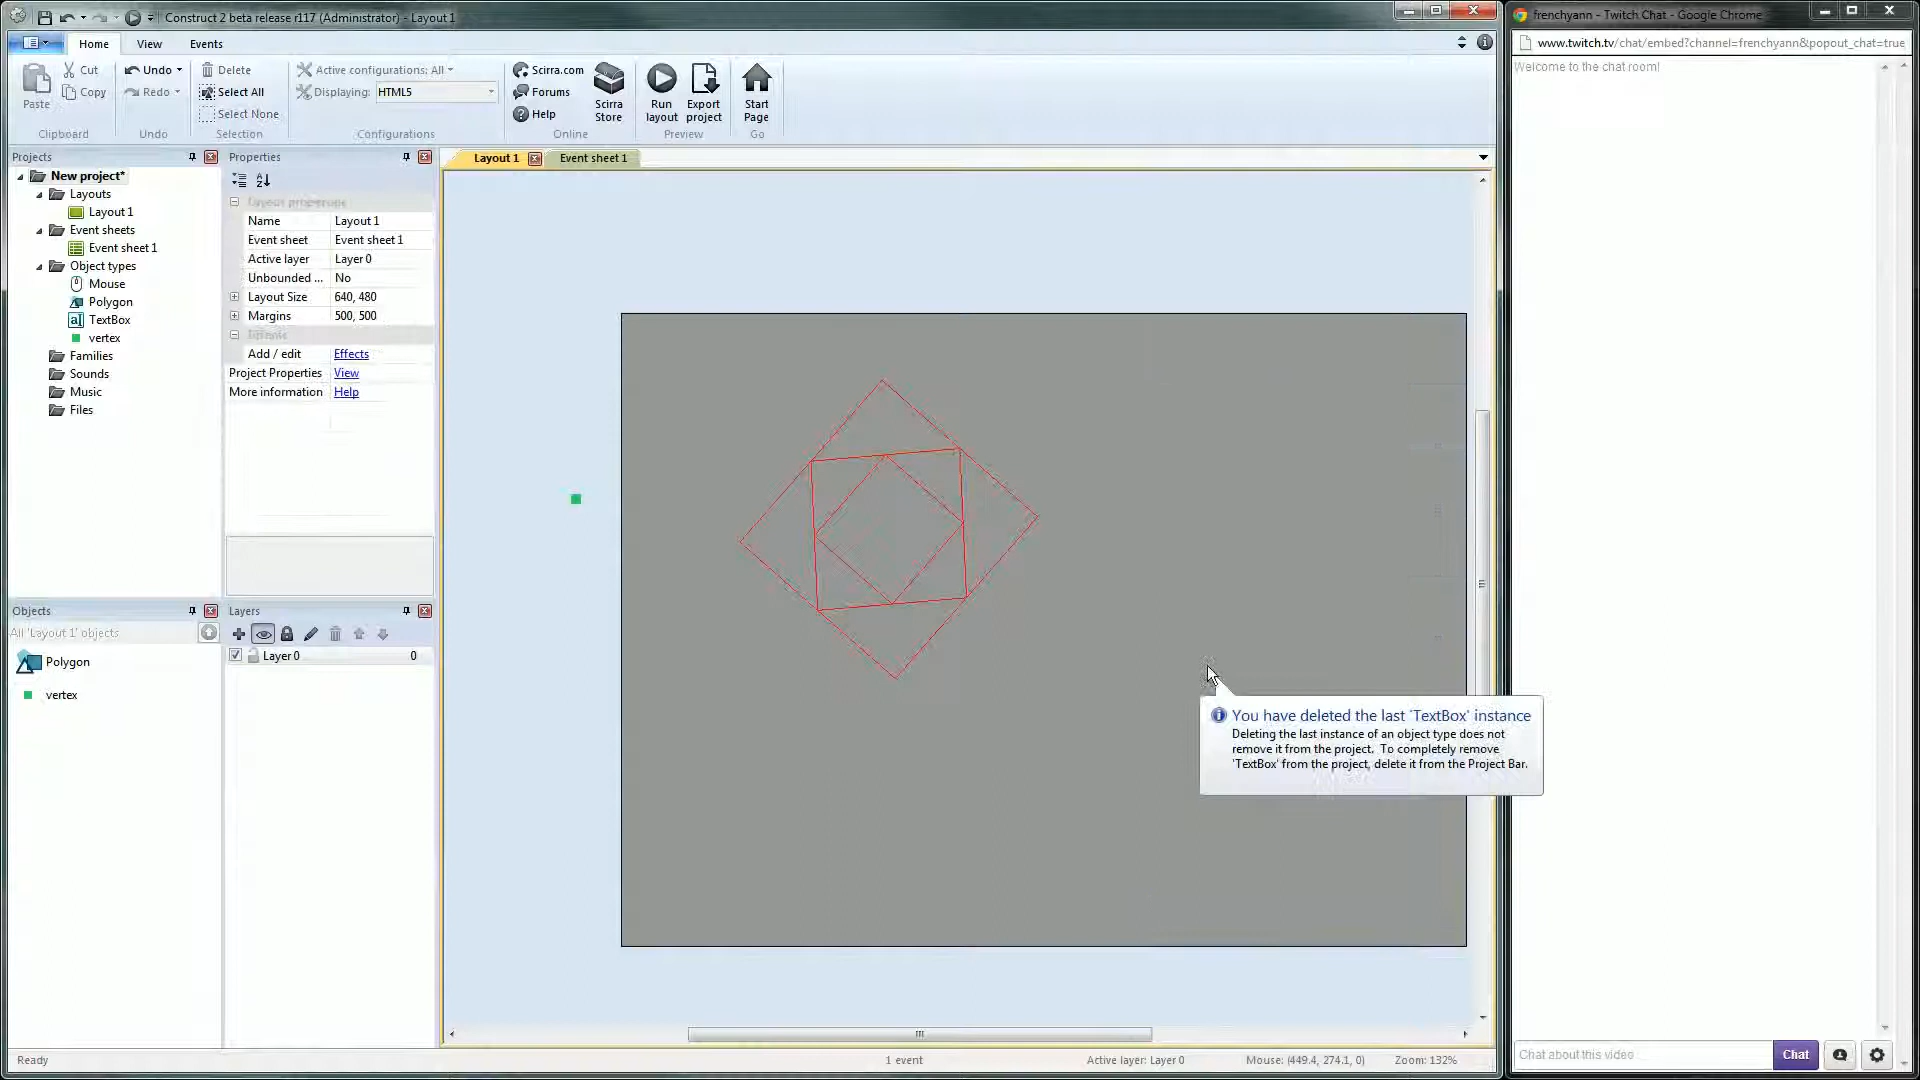 Construct 2 beta release r117 (Administrator) - Layout 1
frenchyann - Twitch Chat - Google Chrome
Home
View
Events
www.twitch.tv/chat/embed?channel=frenchyann&popout_chat=true
Paste
Cut
Copy
Clipboard
Undo
Redo
Undo
Delete
Select All
Select None
Selection
Active configurations: All
Displaying: HTML5
Configurations
Scirra.com
Forums
Help
Scirra Store
Online
Run layout
Export project
Preview
Start Page
Go
Welcome to the chat room!
Projects
New project*
Layouts
Layout 1
Event sheets
Event sheet 1
Object types
Mouse
Polygon
TextBox
vertex
Families
Sounds
Music
Files
Properties
Layout properties
Name Layout 1
Event sheet Event sheet 1
Active layer Layer 0
Unbounded ... No
Layout Size 640, 480
Margins 500, 500
Effects
Add / edit Effects
Project Properties View
More information Help
Layout 1
Event sheet 1
You have deleted the last 'TextBox' instance
Deleting the last instance of an object type does not
remove it from the project. To completely remove
'TextBox' from the project, delete it from the Project Bar.
Objects
All 'Layout 1' objects
Polygon
vertex
Layers
Layer 0 0
Ready
1 event
Active layer: Layer 0
Mouse: (449.4, 274.1, 0)
Zoom: 132%
Chat about this video
Chat